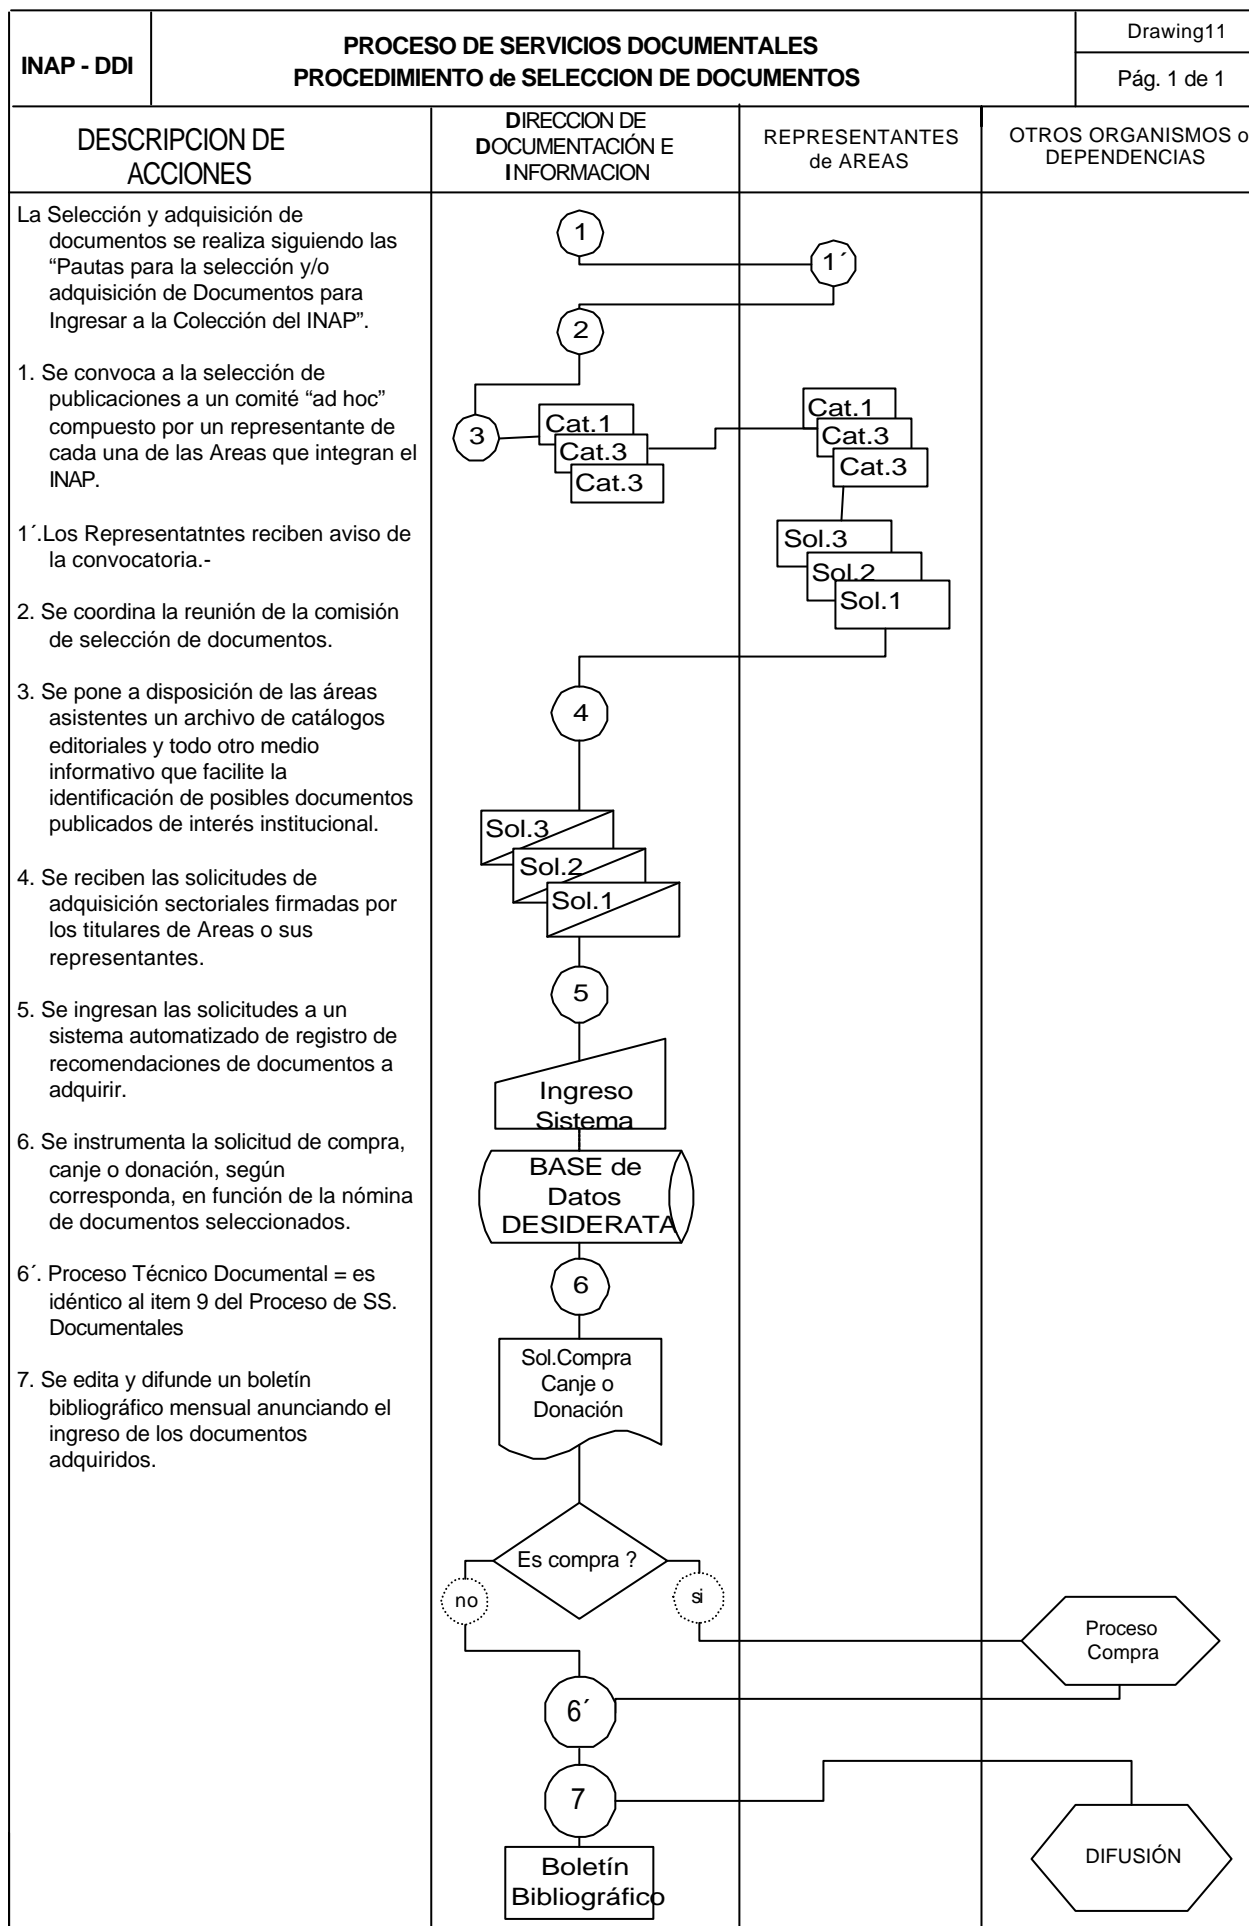 INAP - DDI
PROCESO DE SERVICIOS DOCUMENTALES
PROCEDIMIENTO de SELECCION DE DOCUMENTOS
Drawing11
Pág. 1 de 1
DESCRIPCION DE
ACCIONES
DIRECCION DE
DOCUMENTACIÓN E
INFORMACION
REPRESENTANTES
de AREAS
OTROS ORGANISMOS o
DEPENDENCIAS
La Selección y adquisición de
documentos se realiza siguiendo las
“Pautas para la selección y/o
adquisición de Documentos para
Ingresar a la Colección del INAP”.
1. Se convoca a la selección de
publicaciones a un comité “ad hoc”
compuesto por un representante de
cada una de las Areas que integran el
INAP.
1´.Los Representatntes reciben aviso de
la convocatoria.-
2. Se coordina la reunión de la comisión
de selección de documentos.
3. Se pone a disposición de las áreas
asistentes un archivo de catálogos
editoriales y todo otro medio
informativo que facilite la
identificación de posibles documentos
publicados de interés institucional.
4. Se reciben las solicitudes de
adquisición sectoriales firmadas por
los titulares de Areas o sus
representantes.
5. Se ingresan las solicitudes a un
sistema automatizado de registro de
recomendaciones de documentos a
adquirir.
6. Se instrumenta la solicitud de compra,
canje o donación, según
corresponda, en función de la nómina
de documentos seleccionados.
6´. Proceso Técnico Documental = es
idéntico al item 9 del Proceso de SS.
Documentales
7. Se edita y difunde un boletín
bibliográfico mensual anunciando el
ingreso de los documentos
adquiridos.
1
1´
2
3
Cat.1
Cat.3
Cat.3
Cat.1
Cat.3
Cat.3
Sol.3
Sol.2
Sol.1
4
Sol.3
Sol.2
Sol.1
5
Ingreso
Sistema
BASE de
Datos
DESIDERATA
6
Sol.Compra
Canje o
Donación
Es compra ?
no
si
Proceso
Compra
6´
7
Boletín
Bibliográfico
DIFUSIÓN